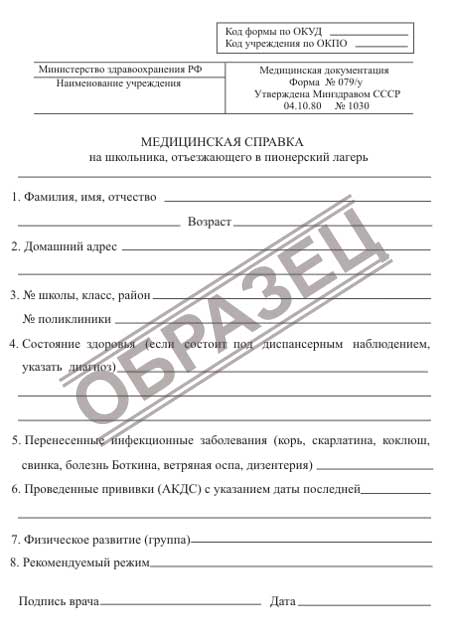 Код формы по ОКУД
Код учреждения по ОКПО
Министерство здравоохранения РФ
Наименование учреждения
Медицинская документация
Форма № 079/у
Утверждена Минздравом СССР
04.10.80 № 1030
МЕДИЦИНСКАЯ СПРАВКА
на школьника, отъезжающего в пионерский лагерь
1. Фамилия, имя, отчество
Возраст
2. Домашний адрес
3. № школы, класс, район
№ поликлиники
4. Состояние здоровья (если состоит под диспансерным наблюдением,
указать диагноз)
ОБРАЗЕЦ
5. Перенесенные инфекционные заболевания (корь, скарлатина, коклюш,
свинка, болезнь Боткина, ветряная оспа, дизентерия)
6. Проведенные прививки (АКДС) с указанием даты последней
7. Физическое развитие (группа)
8. Рекомендуемый режим
Подпись врача Дата